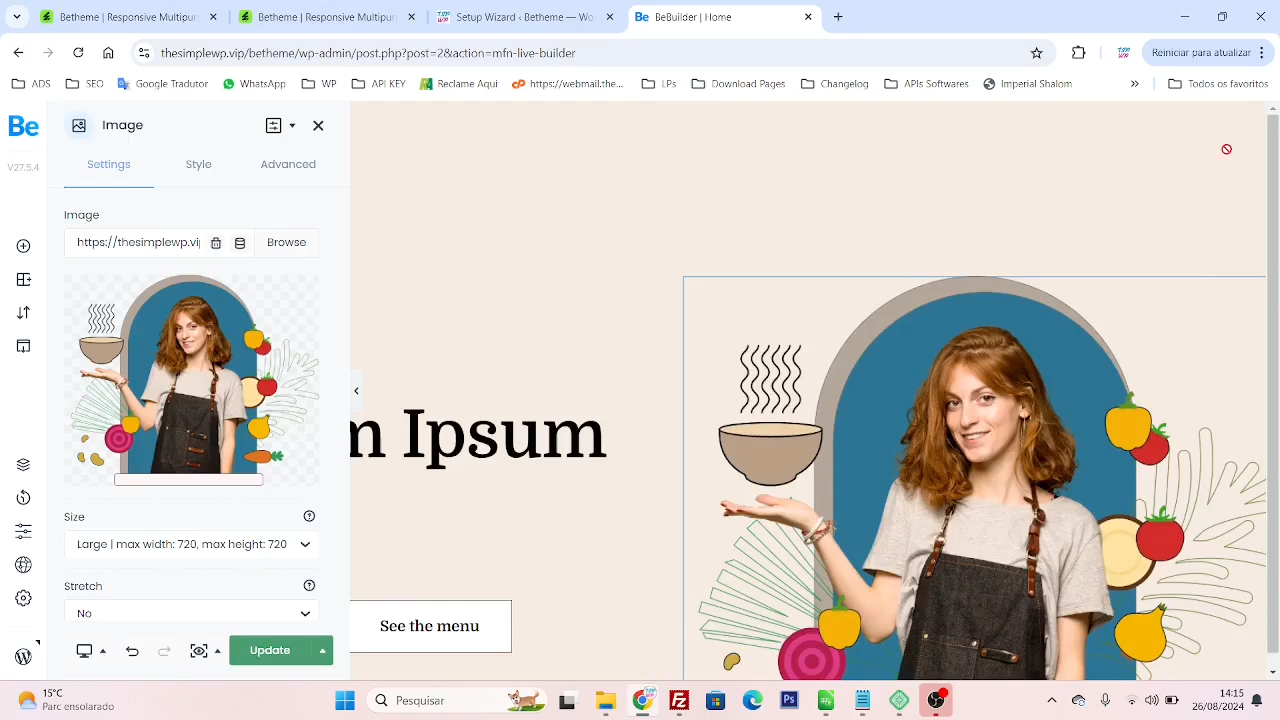 Betheme | Responsive Multipur
Betheme | Responsive Multipur
Setup Wizard ‹ Betheme — Wo
Be BeBuilder | Home
thesimplewp.vip/betheme/wp-admin/post.php?post=2&action=mfn-live-builder
Reiniciar para atualizar
ADS
SEO
Google Tradutor
WhatsApp
WP
API KEY
Reclame Aqui
https://webmail.the...
LPs
Download Pages
Changelog
APIs Softwares
Imperial Shalom
»
Todos os favoritos
Be
Image
V27.5.4
Settings
Style
Advanced
Image
https://thesimplewp.vip
Browse
m Ipsum
Size
Large | max width: 720, max height: 720
Stretch
No
See the menu
Update
15°C
Parc ensolarado
Pesquisar
14:15
26/08/2024